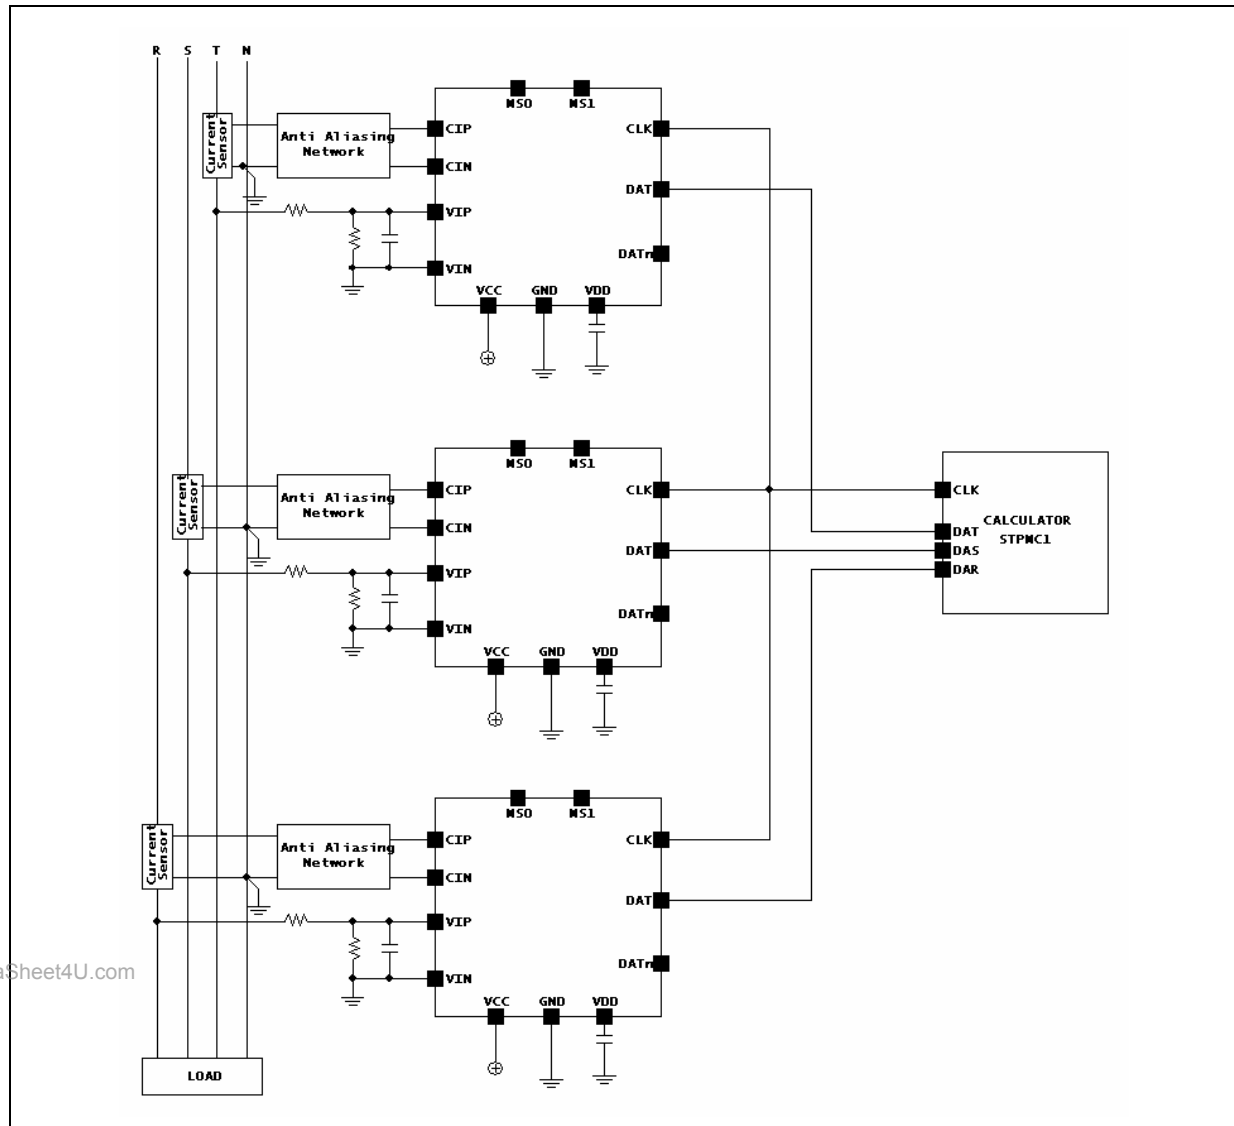 R S T N
MS0 MS1
Current
Sensor
Anti Aliasing
Network
CIP
CLK
CIN
DAT
VIP
DATn
VIN
VCC GND VDD
MS0 MS1
Current
Sensor
Anti Aliasing
Network
CIP
CLK
CIN
DAT
VIP
DATn
VIN
VCC GND VDD
CLK
CALCULATOR
STPMC1
DAT
DAS
DAR
MS0 MS1
Current
Sensor
Anti Aliasing
Network
CIP
CLK
CIN
DAT
VIP
DATn
VIN
VCC GND VDD
aSheet4U.com
LOAD